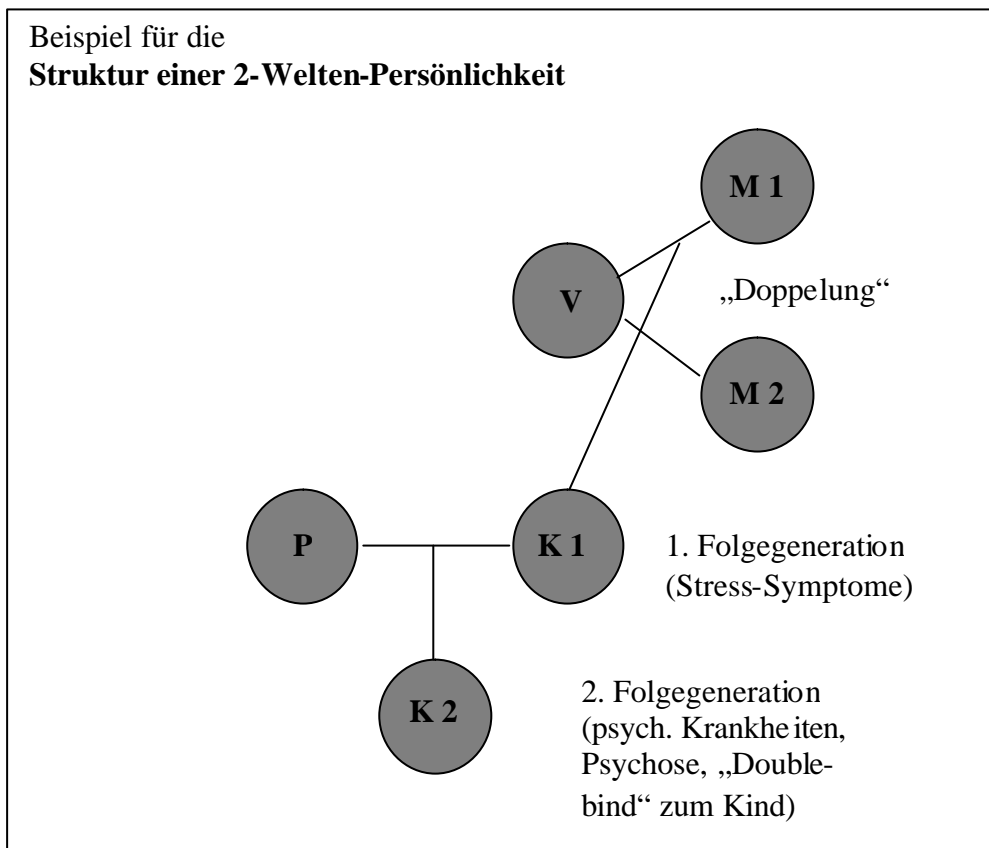 Beispiel für die
Struktur einer 2-Welten-Persönlichkeit
M 1
V
„Doppelung“
M 2
P
K 1
1. Folgegeneration
(Stress-Symptome)
K 2
2. Folgegeneration
(psych. Krankheiten,
Psychose, „Double-
bind“ zum Kind)